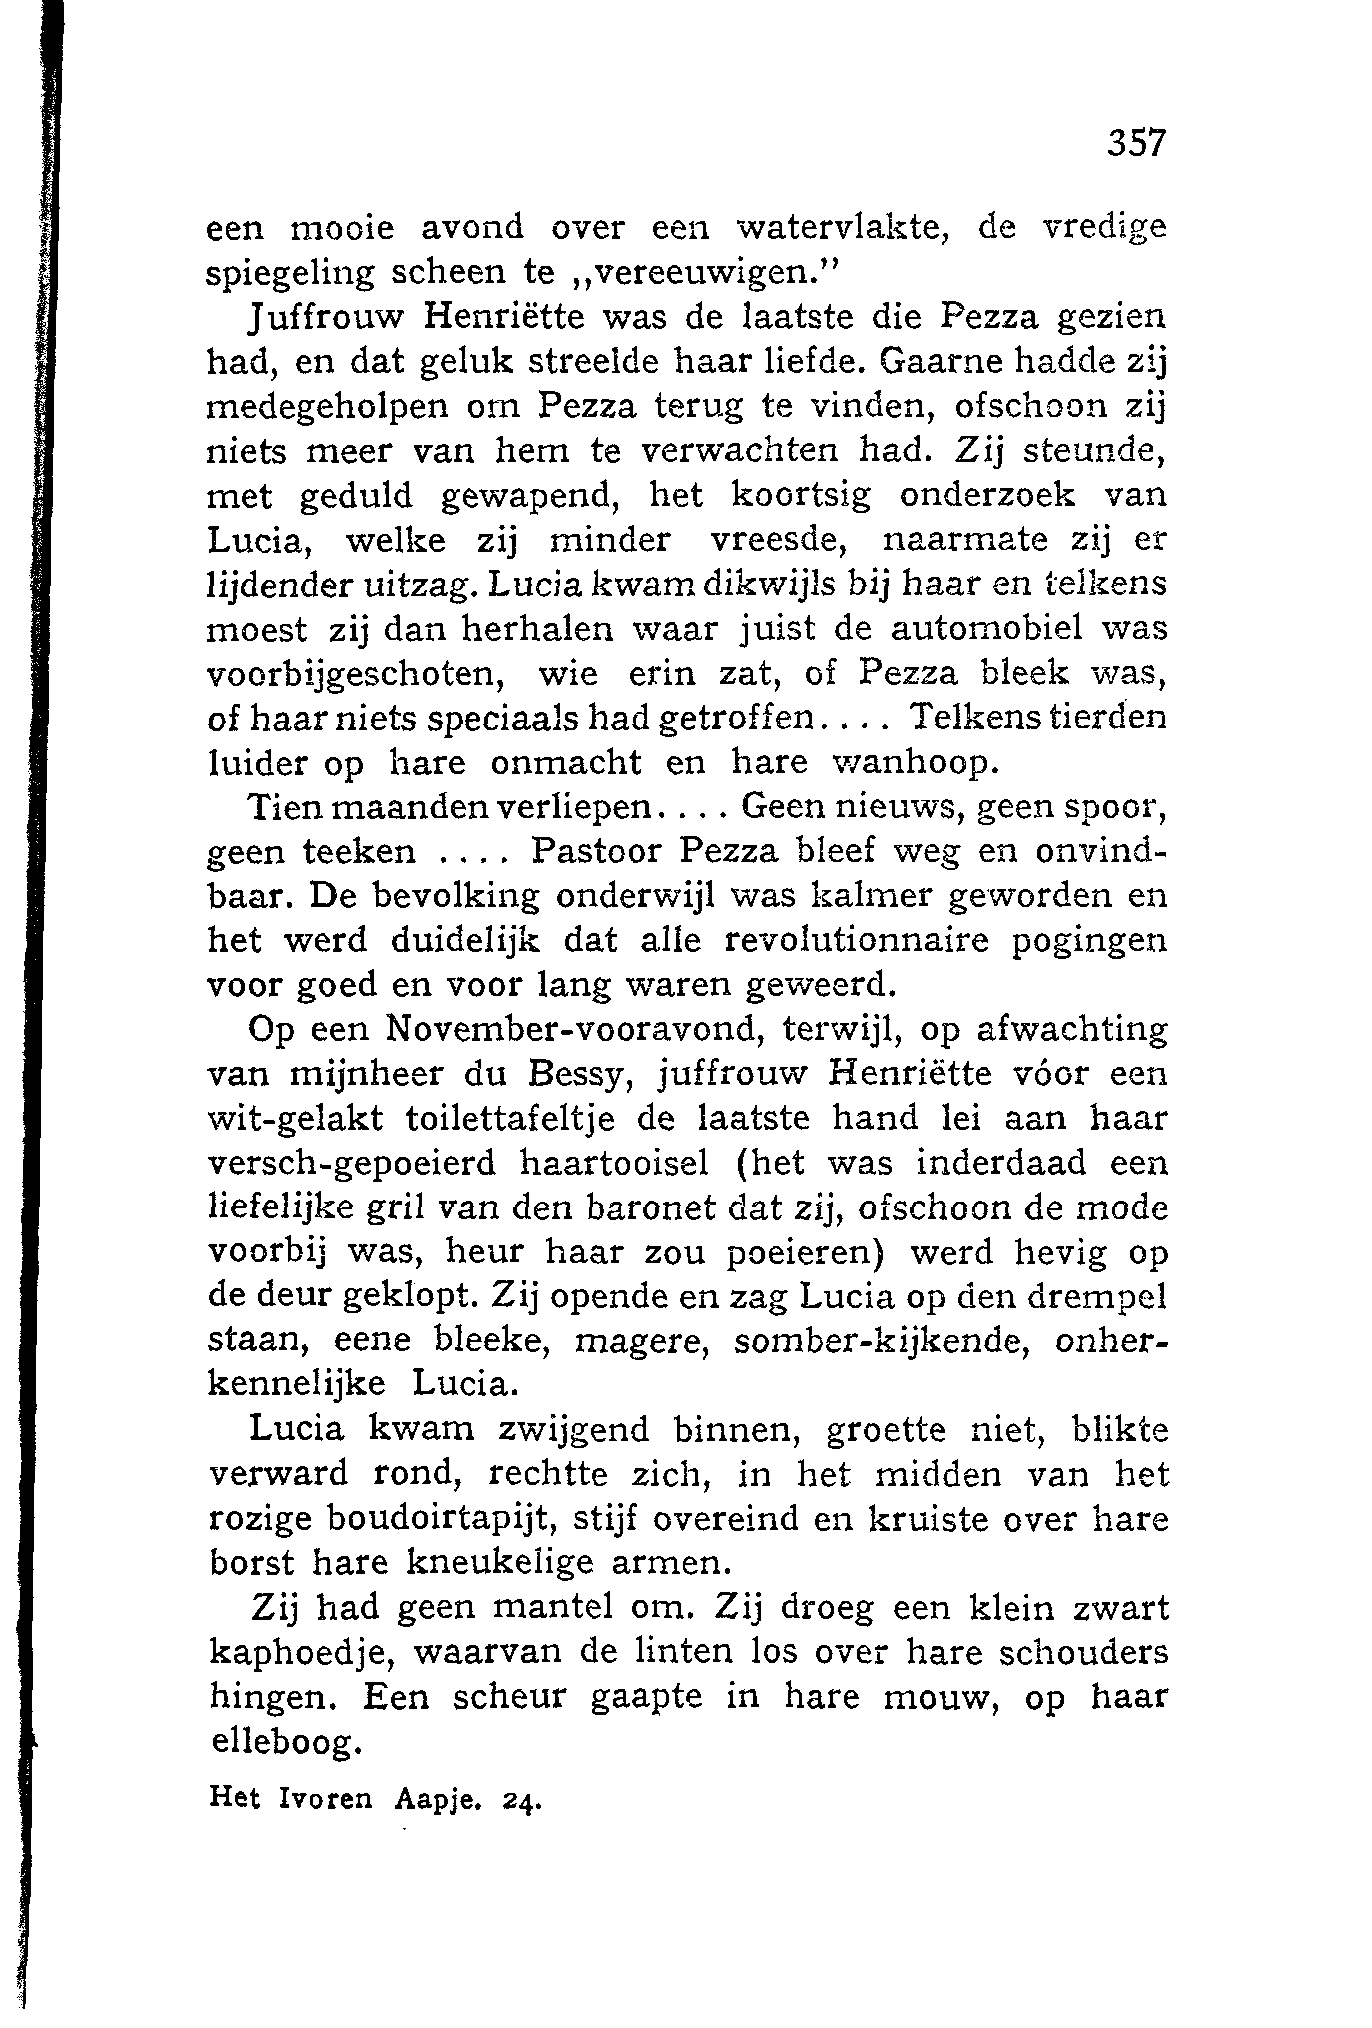 357
een mooie avond over een watervlakte, de vredige
spiegeling scheen te ,,vereeuwigen.’’
Juffrouw Henriëtte was de laatste die Pezza gezien
had, en dat geluk streelde haar liefde. Gaarne hadde zij
medegeholpen om Pezza terug te vinden, ofschoon zij
niets meer van hem te verwachten had. Zij steunde,
met geduld gewapend, het koortsig onderzoek van
Lucia, welke zij minder vreesde, naarmate zij er
lijdender uitzag. Lucia kwam dikwijls bij haar en telkens
moest zij dan herhalen waar juist de automobiel was
voorbijgeschoten, wie erin zat, of Pezza bleek was,
of haar niets speciaals had getroffen.... Telkens tierden
luider op hare onmacht en hare wanhoop.
Tien maanden verliepen.... Geen nieuws, geen spoor,
geen teeken .... Pastoor Pezza bleef weg en onvind-
baar. De bevolking onderwijl was kalmer geworden en
het werd duidelijk dat alle revolutionnaire pogingen
voor goed en voor lang waren geweerd.
Op een November-vooravond, terwijl, op afwachting
van mijnheer du Bessy, juffrouw Henriëtte vóor een
wit-gelakt toilettafeltje de laatste hand lei aan haar
versch-gepoeierd haartooisel (het was inderdaad een
liefelijke gril van den baronet dat zij, ofschoon de mode
voorbij was, heur haar zou poeieren) werd hevig op
de deur geklopt. Zij opende en zag Lucia op den drempel
staan, eene bleeke, magere, somber-kijkende, onher-
kennelijke Lucia.
Lucia kwam zwijgend binnen, groette niet, blikte
verward rond, rechtte zich, in het midden van het
rozige boudoirtapijt, stijf overeind en kruiste over hare
borst hare kneukelige armen.
Zij had geen mantel om. Zij droeg een klein zwart
kaphoedje, waarvan de linten los over hare schouders
hingen. Een scheur gaapte in hare mouw, op haar
elleboog.
Het Ivoren Aapje. 24.